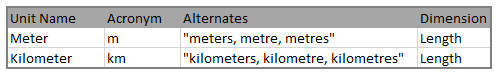 Unit Name Acronym Alternates Dimension
Meter m "meters, metre, metres" Length
Kilometer km "kilometers, kilometre, kilometres" Length